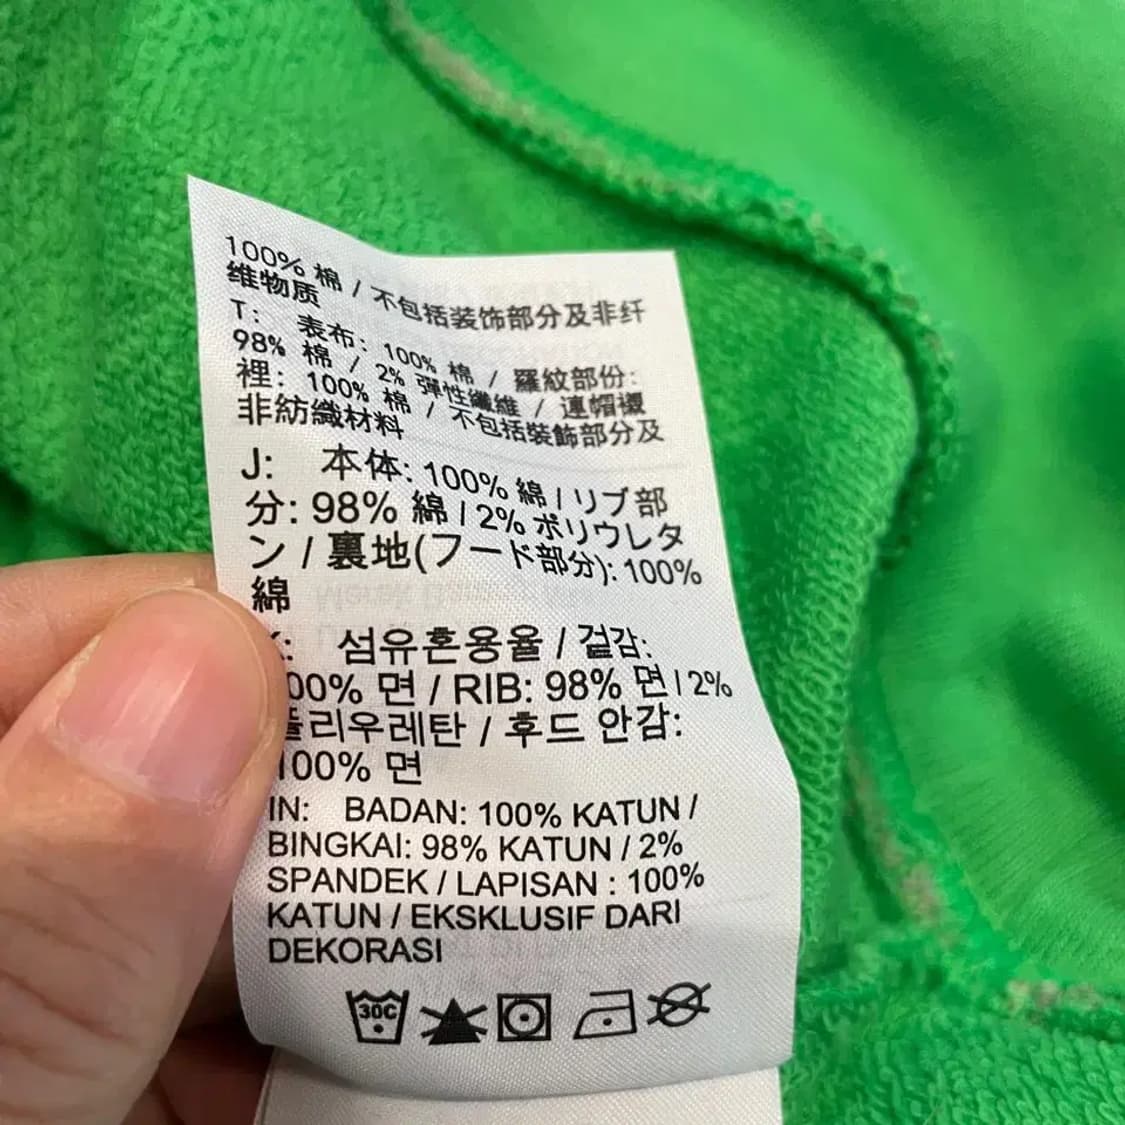 100% 棉 / 不包括装饰部分及非纤
维物质
T: 表布: 100% 棉 / 羅紋部份:
98% 棉 / 2% 彈性纖維 / 連帽襯
裡: 100% 棉 / 不包括裝飾部分及
非紡織材料
J: 本体: 100% 綿 / リブ部
分: 98% 綿 / 2% ポリウレタ
ン / 裏地(フード部分): 100%
綿
섬유혼용율 / 겉감:
00% 면 / RIB: 98% 면 / 2%
리우레탄 / 후드 안감:
100% 면
IN: BADAN: 100% KATUN /
BINGKAI: 98% KATUN / 2%
SPANDEK / LAPISAN : 100%
KATUN / EKSKLUSIF DARI
DEKORASI
30C